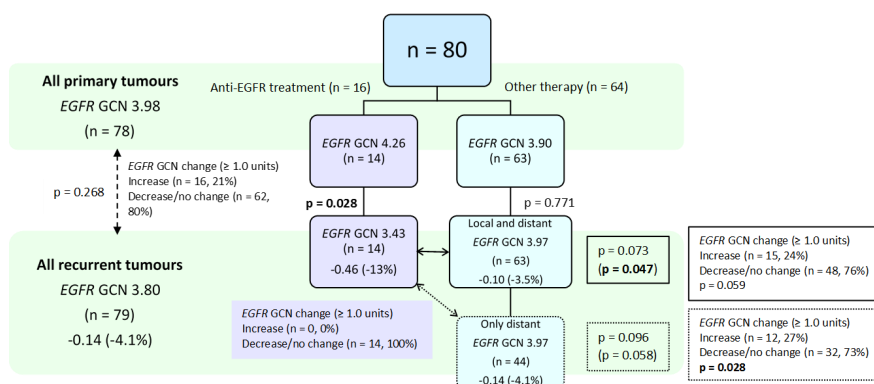 n = 80
All primary tumours
EGFR GCN 3.98
(n = 78)
Anti-EGFR treatment (n = 16)
Other therapy (n = 64)
EGFR GCN 4.26
(n = 14)
EGFR GCN 3.90
(n = 63)
p = 0.268
EGFR GCN change (≥ 1.0 units)
Increase (n = 16, 21%)
Decrease/no change (n = 62,
80%)
p = 0.028
p = 0.771
All recurrent tumours
EGFR GCN 3.80
(n = 79)
-0.14 (-4.1%)
EGFR GCN 3.43
(n = 14)
-0.46 (-13%)
Local and distant
EGFR GCN 3.97
(n = 63)
-0.10 (-3.5%)
p = 0.073
(p = 0.047)
EGFR GCN change (≥ 1.0 units)
Increase (n = 15, 24%)
Decrease/no change (n = 48, 76%)
p = 0.059
EGFR GCN change (≥ 1.0 units)
Increase (n = 0, 0%)
Decrease/no change (n = 14, 100%)
Only distant
EGFR GCN 3.97
(n = 44)
-0.14 (-4.1%)
p = 0.096
(p = 0.058)
EGFR GCN change (≥ 1.0 units)
Increase (n = 12, 27%)
Decrease/no change (n = 32, 73%)
p = 0.028